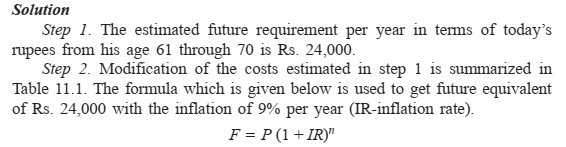 Solution
Step 1. The estimated future requirement per year in terms of today’s
rupees from his age 61 through 70 is Rs. 24,000.
Step 2. Modification of the costs estimated in step 1 is summarized in
Table 11.1. The formula which is given below is used to get future equivalent
of Rs. 24,000 with the inflation of 9% per year (IR-inflation rate).
F = P (1 + IR)ⁿ